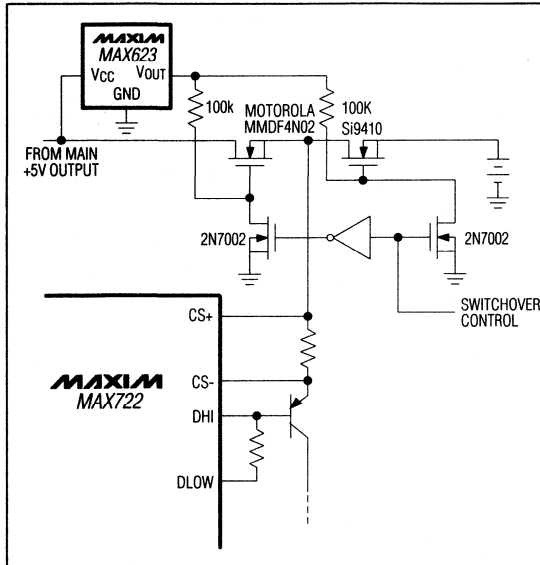 MAXIM
MAX623
VCC VOUT
GND
100k
100K
MOTOROLA
MMDF4N02
Si9410
FROM MAIN
+5V OUTPUT
2N7002
2N7002
SWITCHOVER
CONTROL
CS+
CS-
MAXIM
MAX722
DHI
DLOW